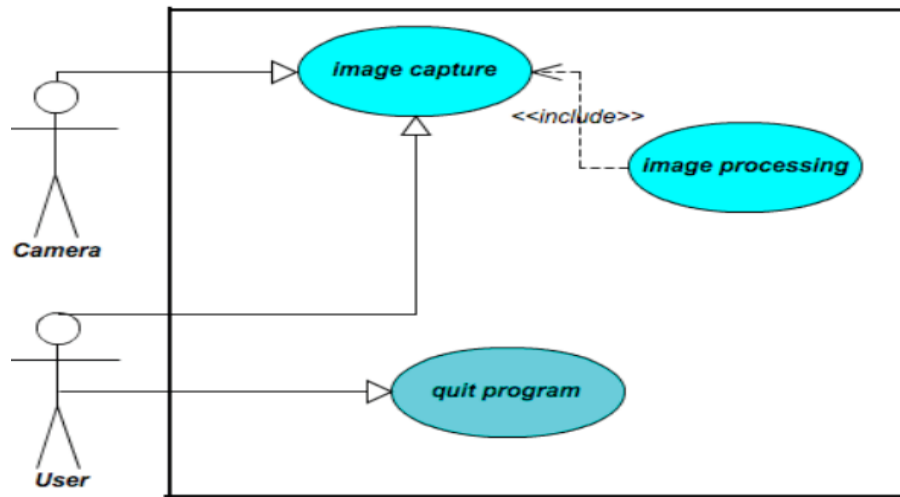 image capture
<<include>>
image processing
Camera
quit program
User